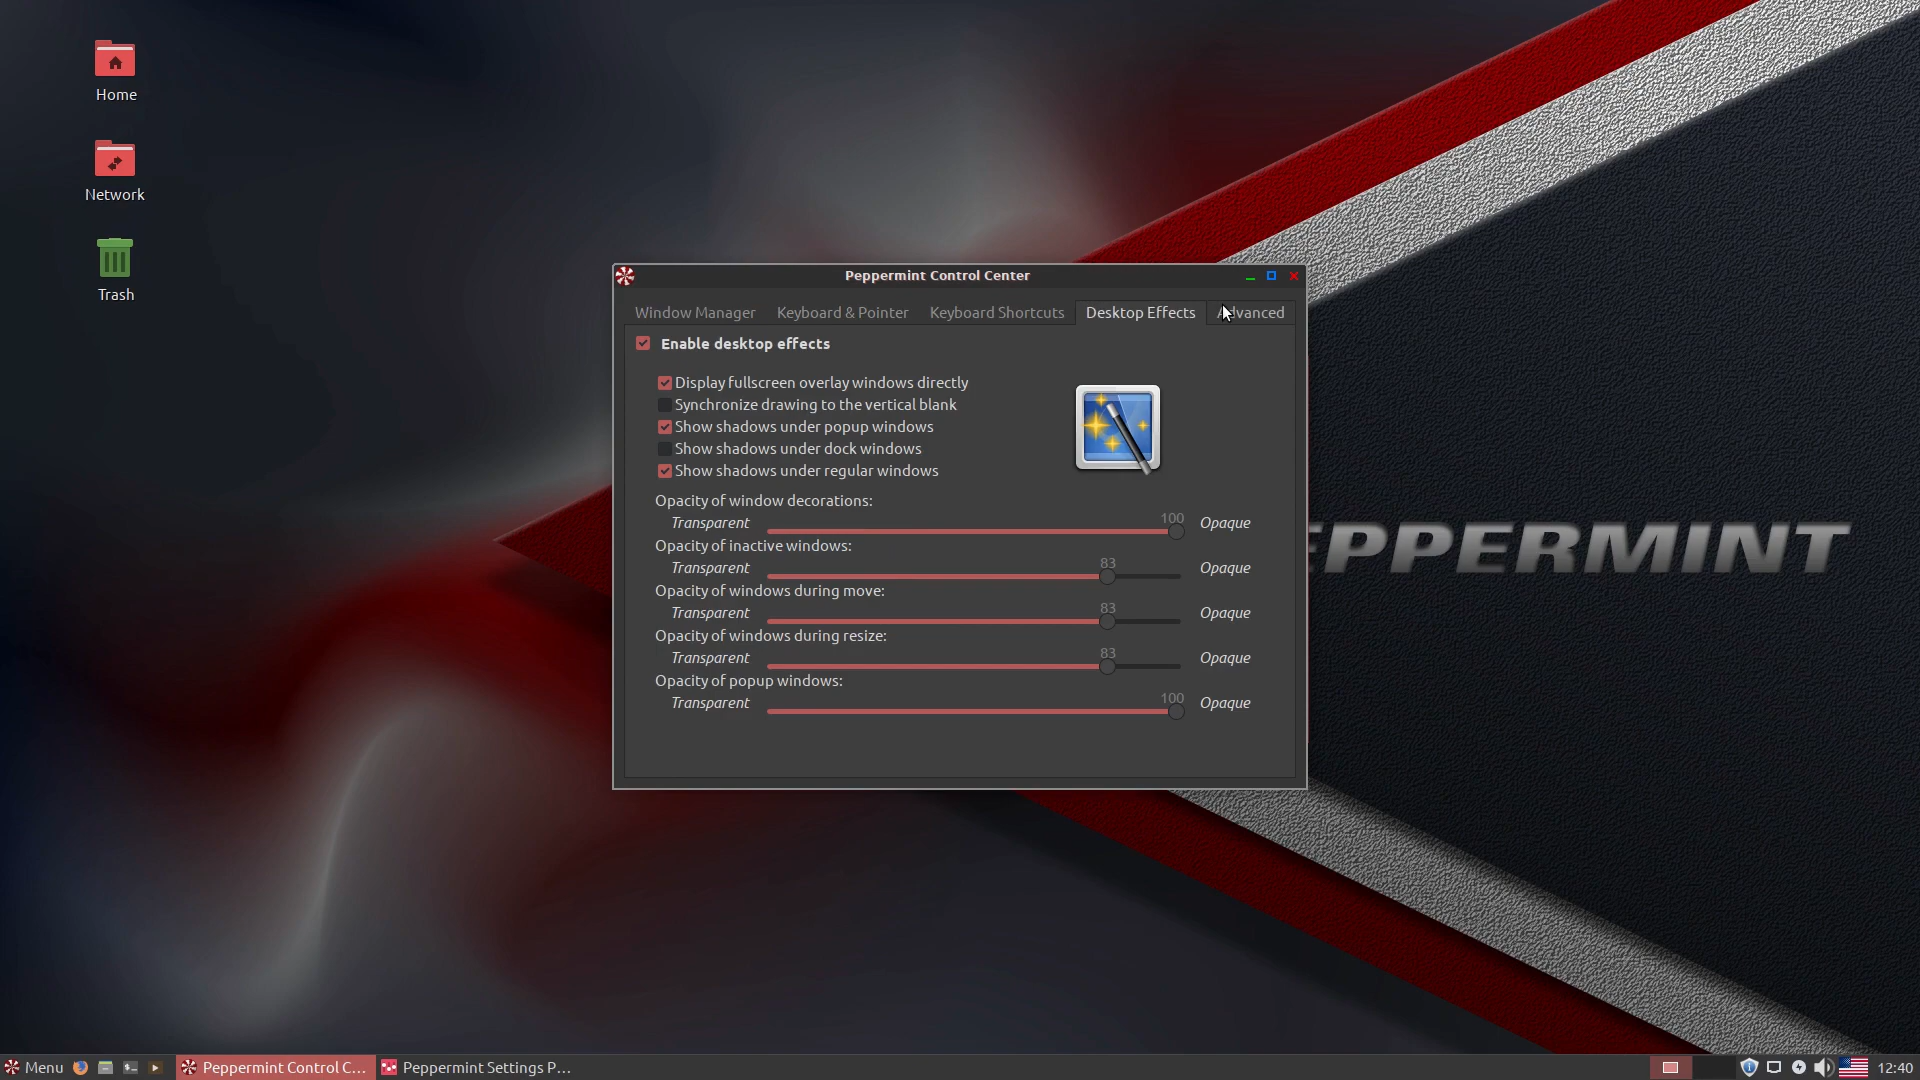 Home
Network
Trash
Peppermint Control Center
Window Manager Keyboard & Pointer Keyboard Shortcuts Desktop Effects Advanced
Enable desktop effects
Display fullscreen overlay windows directly
Synchronize drawing to the vertical blank
Show shadows under popup windows
Show shadows under dock windows
Show shadows under regular windows
Opacity of window decorations:
Transparent 100 Opaque
Opacity of inactive windows:
Transparent 83 Opaque
Opacity of windows during move:
Transparent 83 Opaque
Opacity of windows during resize:
Transparent 83 Opaque
Opacity of popup windows:
Transparent 100 Opaque
EPPERMINT
Menu Peppermint Control C... Peppermint Settings P... 12:40